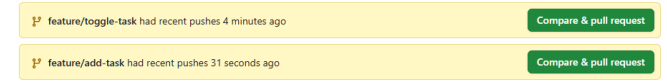 feature/toggle-task had recent pushes 4 minutes ago
Compare & pull request
feature/add-task had recent pushes 31 seconds ago
Compare & pull request